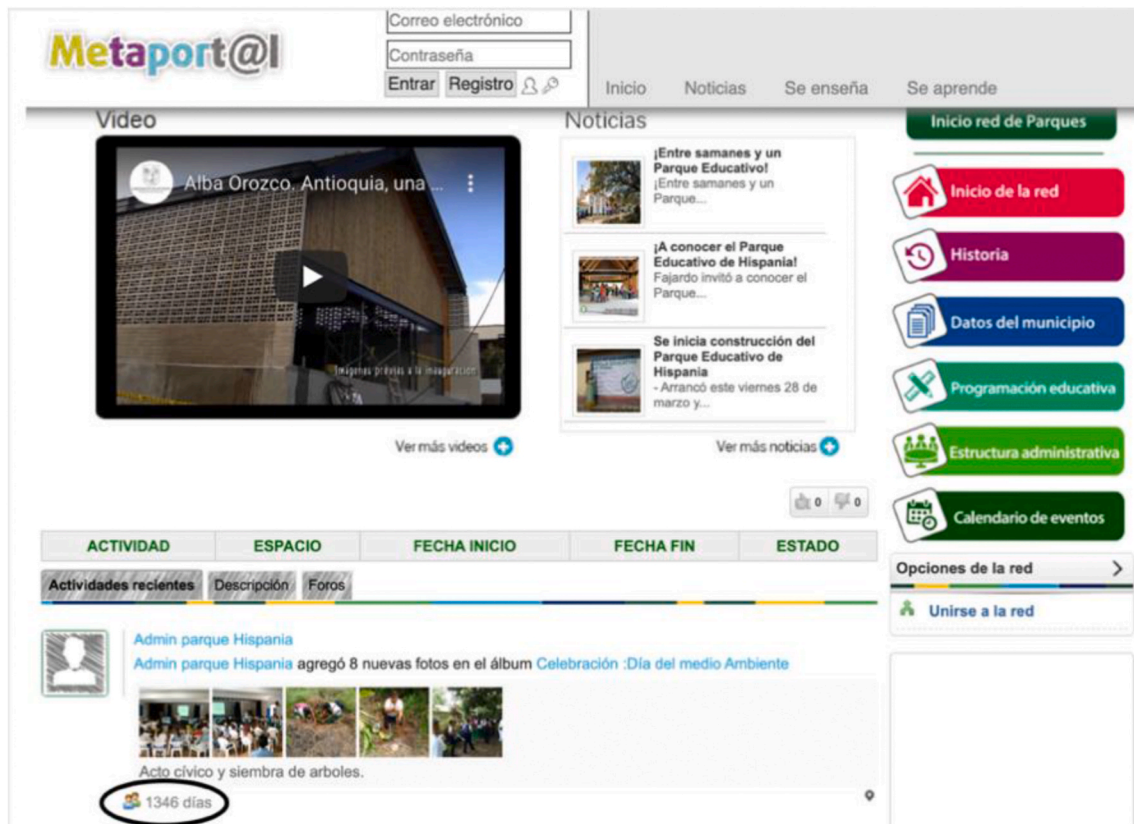 Metaport@l
Correo electrónico
Contraseña
Entrar Registro
Inicio Noticias Se enseña Se aprende
Video
Alba Orozco. Antioquia, una ...
Imágenes previas a la inauguración
Ver más videos
Noticias
¡Entre samanes y un
Parque Educativo!
¡Entre samanes y un
Parque...
¡A conocer el Parque
Educativo de Hispania!
Fajardo invitó a conocer el
Parque...
Se inicia construcción del
Parque Educativo de
Hispania
- Arrancó este viernes 28 de
marzo y...
Ver más noticias
0 0
Inicio red de Parques
Inicio de la red
Historia
Datos del municipio
Programación educativa
Estructura administrativa
Calendario de eventos
Opciones de la red
Unirse a la red
ACTIVIDAD ESPACIO FECHA INICIO FECHA FIN ESTADO
Actividades recientes Descripción Foros
Admin parque Hispania
Admin parque Hispania agregó 8 nuevas fotos en el álbum Celebración :Día del medio Ambiente
Acto cívico y siembra de arboles.
1346 días